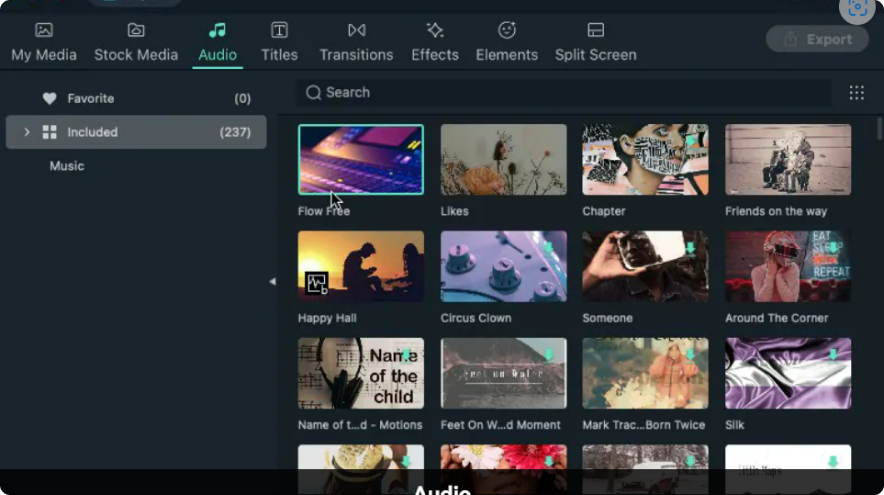 My Media Stock Media Audio Titles Transitions Effects Elements Split Screen Export
Favorite (0)
Included (237)
Music
Search
Flow Free Likes Chapter Friends on the way
EAT
SLEEP
REPEAT
Happy Hall Circus Clown Someone Around The Corner
Name
of the
child
Feet on Water
Name of t...d - Motions Feet On W...d Moment Mark Trac...Born Twice Silk
Audio